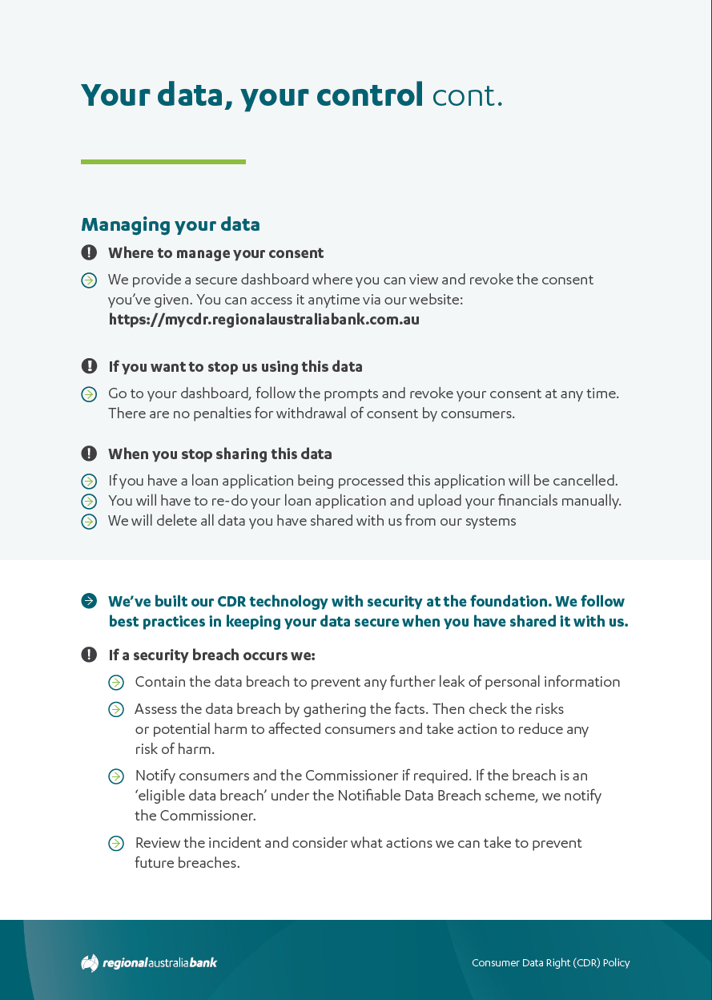 Your data, your control cont.
Managing your data
Where to manage your consent
We provide a secure dashboard where you can view and revoke the consent
you’ve given. You can access it anytime via our website:
https://mycdr.regionalaustraliabank.com.au
If you want to stop us using this data
Go to your dashboard, follow the prompts and revoke your consent at any time.
There are no penalties for withdrawal of consent by consumers.
When you stop sharing this data
If you have a loan application being processed this application will be cancelled.
You will have to re-do your loan application and upload your financials manually.
We will delete all data you have shared with us from our systems
We’ve built our CDR technology with security at the foundation. We follow
best practices in keeping your data secure when you have shared it with us.
If a security breach occurs we:
Contain the data breach to prevent any further leak of personal information
Assess the data breach by gathering the facts. Then check the risks
or potential harm to affected consumers and take action to reduce any
risk of harm.
Notify consumers and the Commissioner if required. If the breach is an
‘eligible data breach’ under the Notifiable Data Breach scheme, we notify
the Commissioner.
Review the incident and consider what actions we can take to prevent
future breaches.
regionalaustraliabank
Consumer Data Right (CDR) Policy